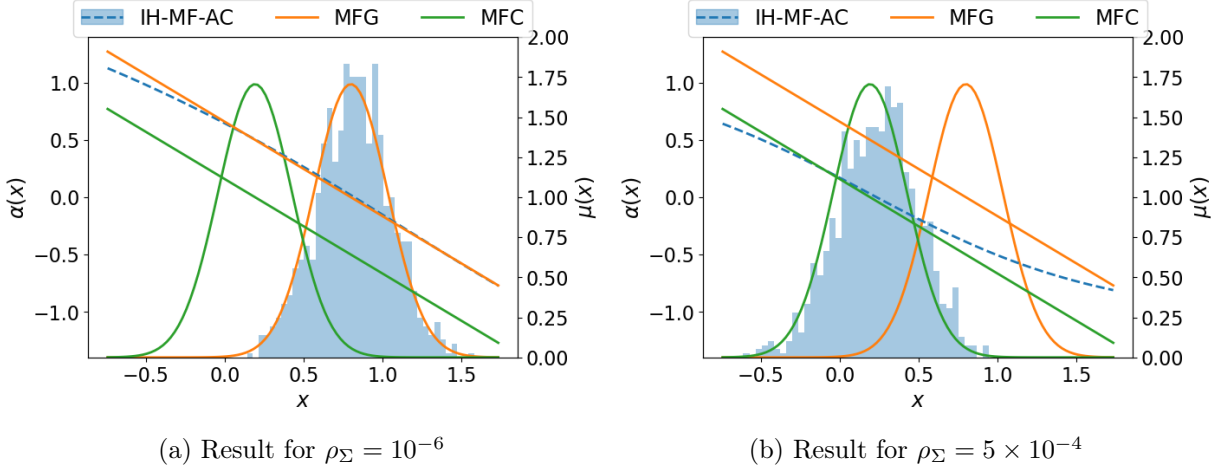 IH-MF-AC MFG MFC
IH-MF-AC MFG MFC
1.0
0.5
0.0
−0.5
−1.0
α(x)
2.00
1.75
1.50
1.25
1.00
0.75
0.50
0.25
0.00
μ(x)
−0.5 0.0 0.5 1.0 1.5
x
1.0
0.5
0.0
−0.5
−1.0
α(x)
2.00
1.75
1.50
1.25
1.00
0.75
0.50
0.25
0.00
μ(x)
−0.5 0.0 0.5 1.0 1.5
x
(a) Result for ρ_Σ = 10^{−6}
(b) Result for ρ_Σ = 5 × 10^{−4}